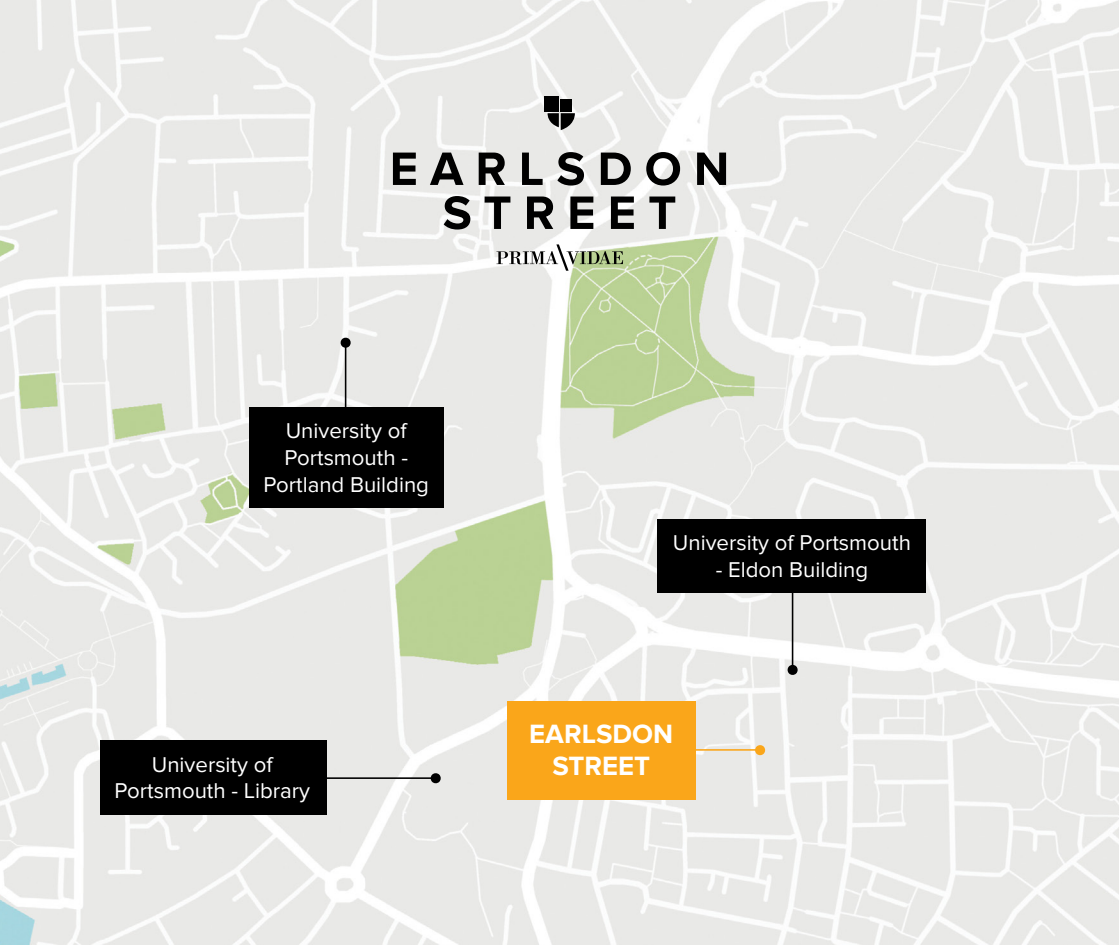 EARLSDON
STREET
PRIMA\VIDAE
University of
Portsmouth -
Portland Building
University of Portsmouth
- Eldon Building
EARLSDON
STREET
University of
Portsmouth - Library